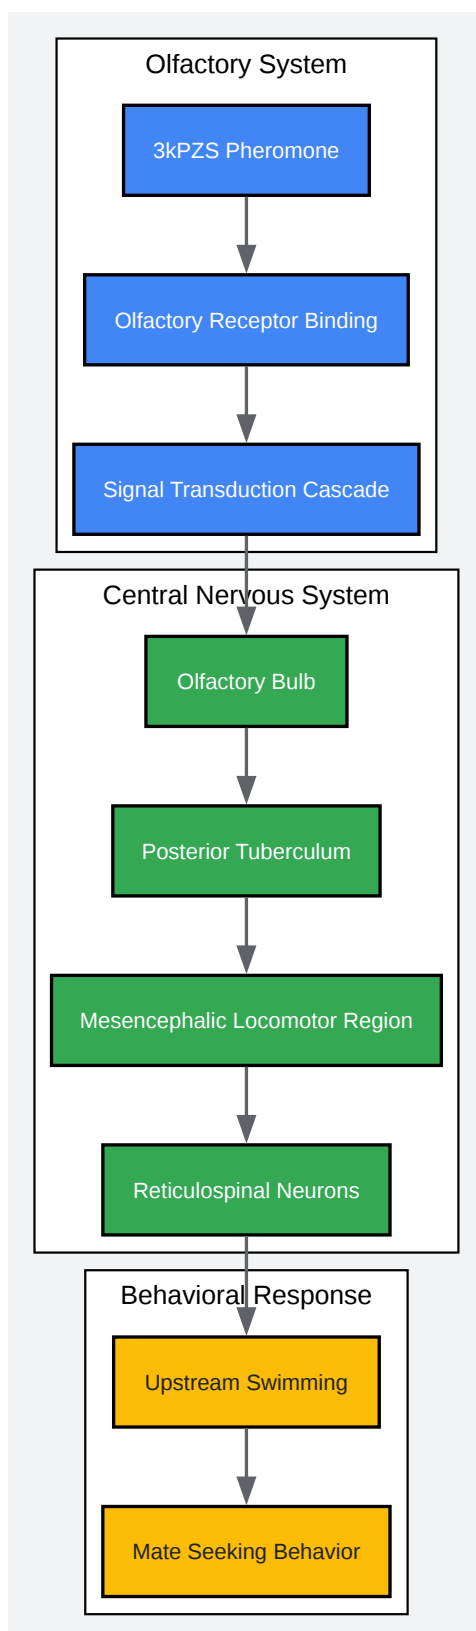 Olfactory System
3kPZS Pheromone
Olfactory Receptor Binding
Signal Transduction Cascade
Central Nervous System
Olfactory Bulb
Posterior Tuberculum
Mesencephalic Locomotor Region
Reticulospinal Neurons
Behavioral Response
Upstream Swimming
Mate Seeking Behavior